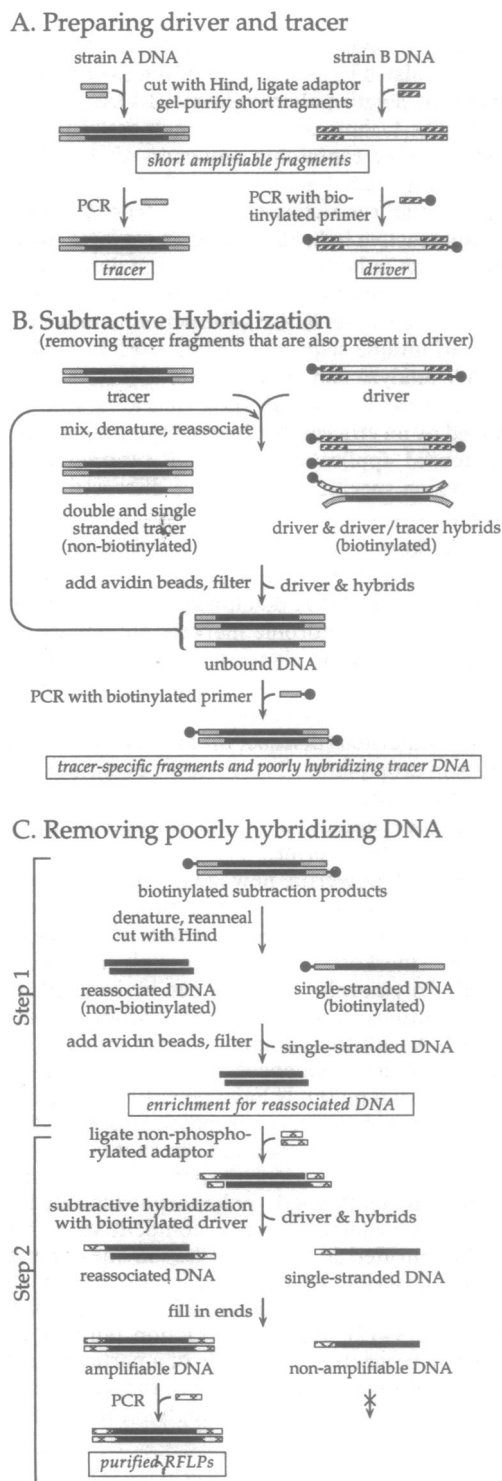 A. Preparing driver and tracer
strain A DNA
strain B DNA
cut with Hind, ligate adaptor
gel-purify short fragments
short amplifiable fragments
PCR
PCR with bio-
tinylated primer
tracer
driver
B. Subtractive Hybridization
(removing tracer fragments that are also present in driver)
tracer
driver
mix, denature, reassociate
double and single
stranded tracer
(non-biotinylated)
driver & driver/tracer hybrids
(biotinylated)
add avidin beads, filter
driver & hybrids
unbound DNA
PCR with biotinylated primer
tracer-specific fragments and poorly hybridizing tracer DNA
C. Removing poorly hybridizing DNA
Step 1
biotinylated subtraction products
denature, reanneal
cut with Hind
reassociated DNA
(non-biotinylated)
single-stranded DNA
(biotinylated)
add avidin beads, filter
single-stranded DNA
enrichment for reassociated DNA
Step 2
ligate non-phospho-
rylated adaptor
subtractive hybridization
with biotinylated driver
driver & hybrids
reassociated DNA
single-stranded DNA
fill in ends
amplifiable DNA
non-amplifiable DNA
PCR
purified RFLPs